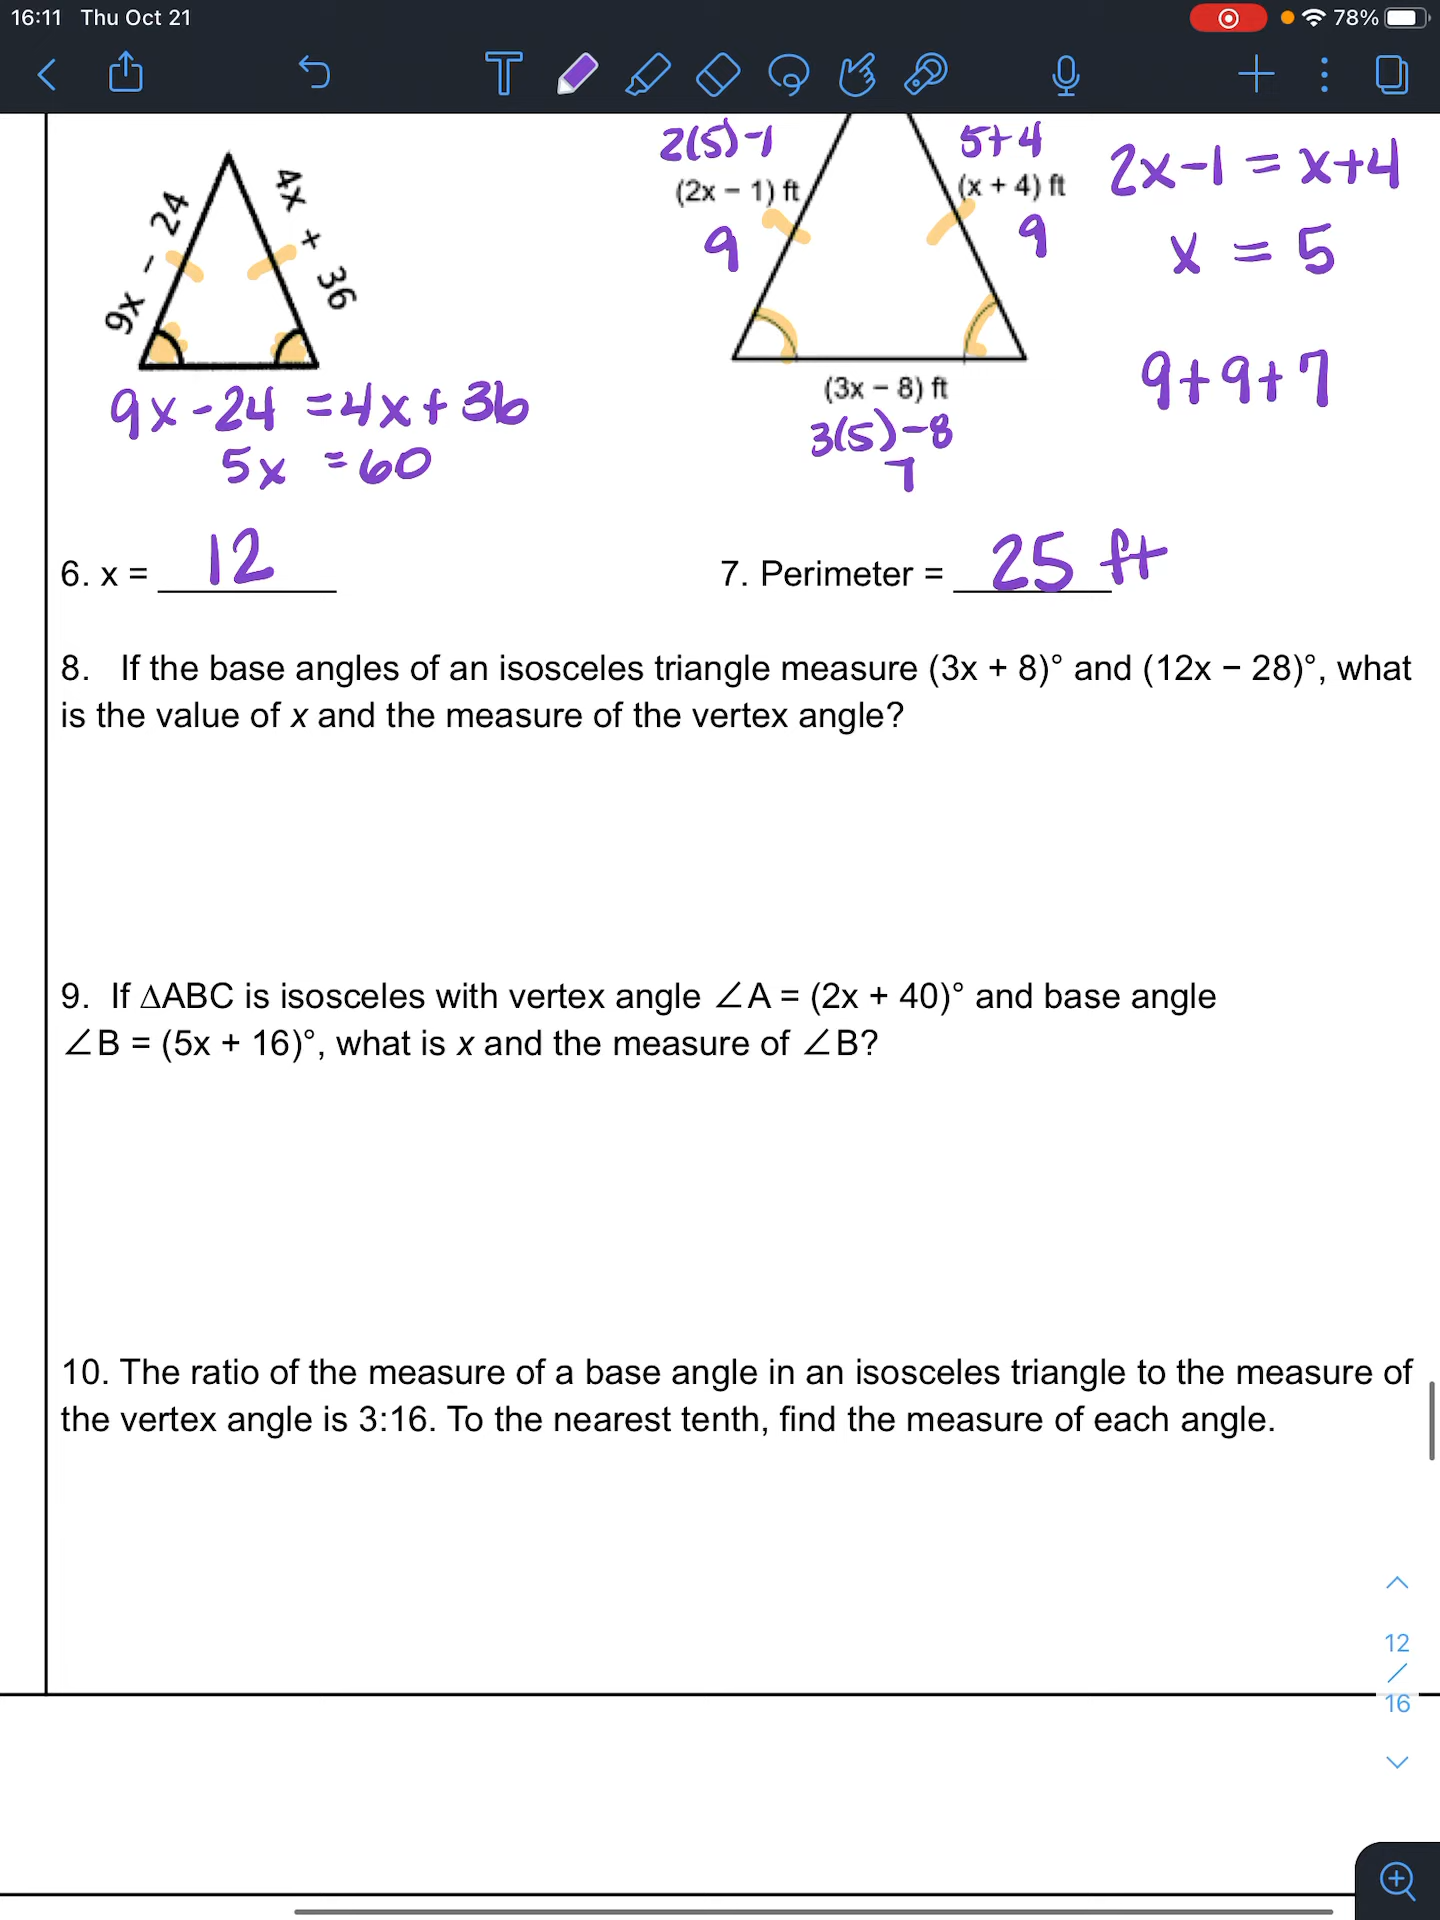 16:11 Thu Oct 21
78%
T
2(5)-1
5+4
2x-1 = x+4
(2x − 1) ft
(x + 4) ft
9x − 24
4x + 36
9
9
x = 5
(3x − 8) ft
9+9+7
9x -24 = 4x + 36
3(5)-8
5x = 60
7
6. x = 12
7. Perimeter = 25 ft
8. If the base angles of an isosceles triangle measure (3x + 8)° and (12x − 28)°, what
is the value of x and the measure of the vertex angle?
9. If ∆ABC is isosceles with vertex angle ∠A = (2x + 40)° and base angle
∠B = (5x + 16)°, what is x and the measure of ∠B?
10. The ratio of the measure of a base angle in an isosceles triangle to the measure of
the vertex angle is 3:16. To the nearest tenth, find the measure of each angle.
12
/
16